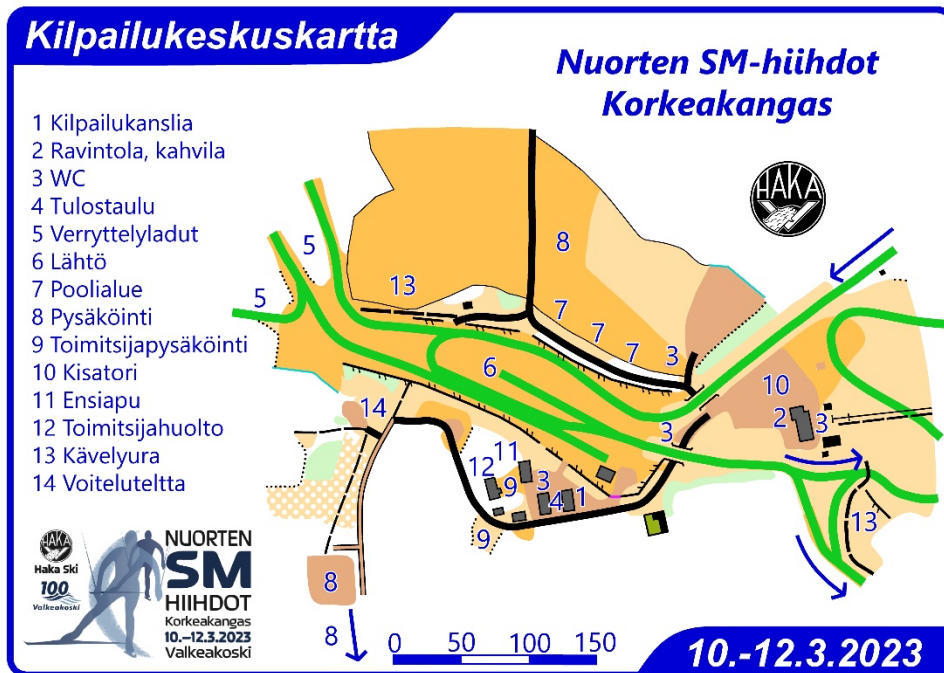 Kilpailukeskuskartta
Nuorten SM-hiihdot
Korkeakangas
1 Kilpailukanslia
2 Ravintola, kahvila
3 WC
4 Tulostaulu
5 Verryttelyladut
6 Lähtö
7 Poolialue
8 Pysäköinti
9 Toimitsijapysäköinti
10 Kisatori
11 Ensiapu
12 Toimitsijahuolto
13 Kävelyura
14 Voiteluteltta
HAKA
5
5
13
8
7
7
7
3
6
10
2
3
3
14
11
12
9
3
4
1
9
13
8
8
HAKA
Haka Ski
100
Valkeakoski
NUORTEN
SM
HIIHDOT
Korkeakangas
10.–12.3.2023
Valkeakoski
0 50 100 150
10.-12.3.2023